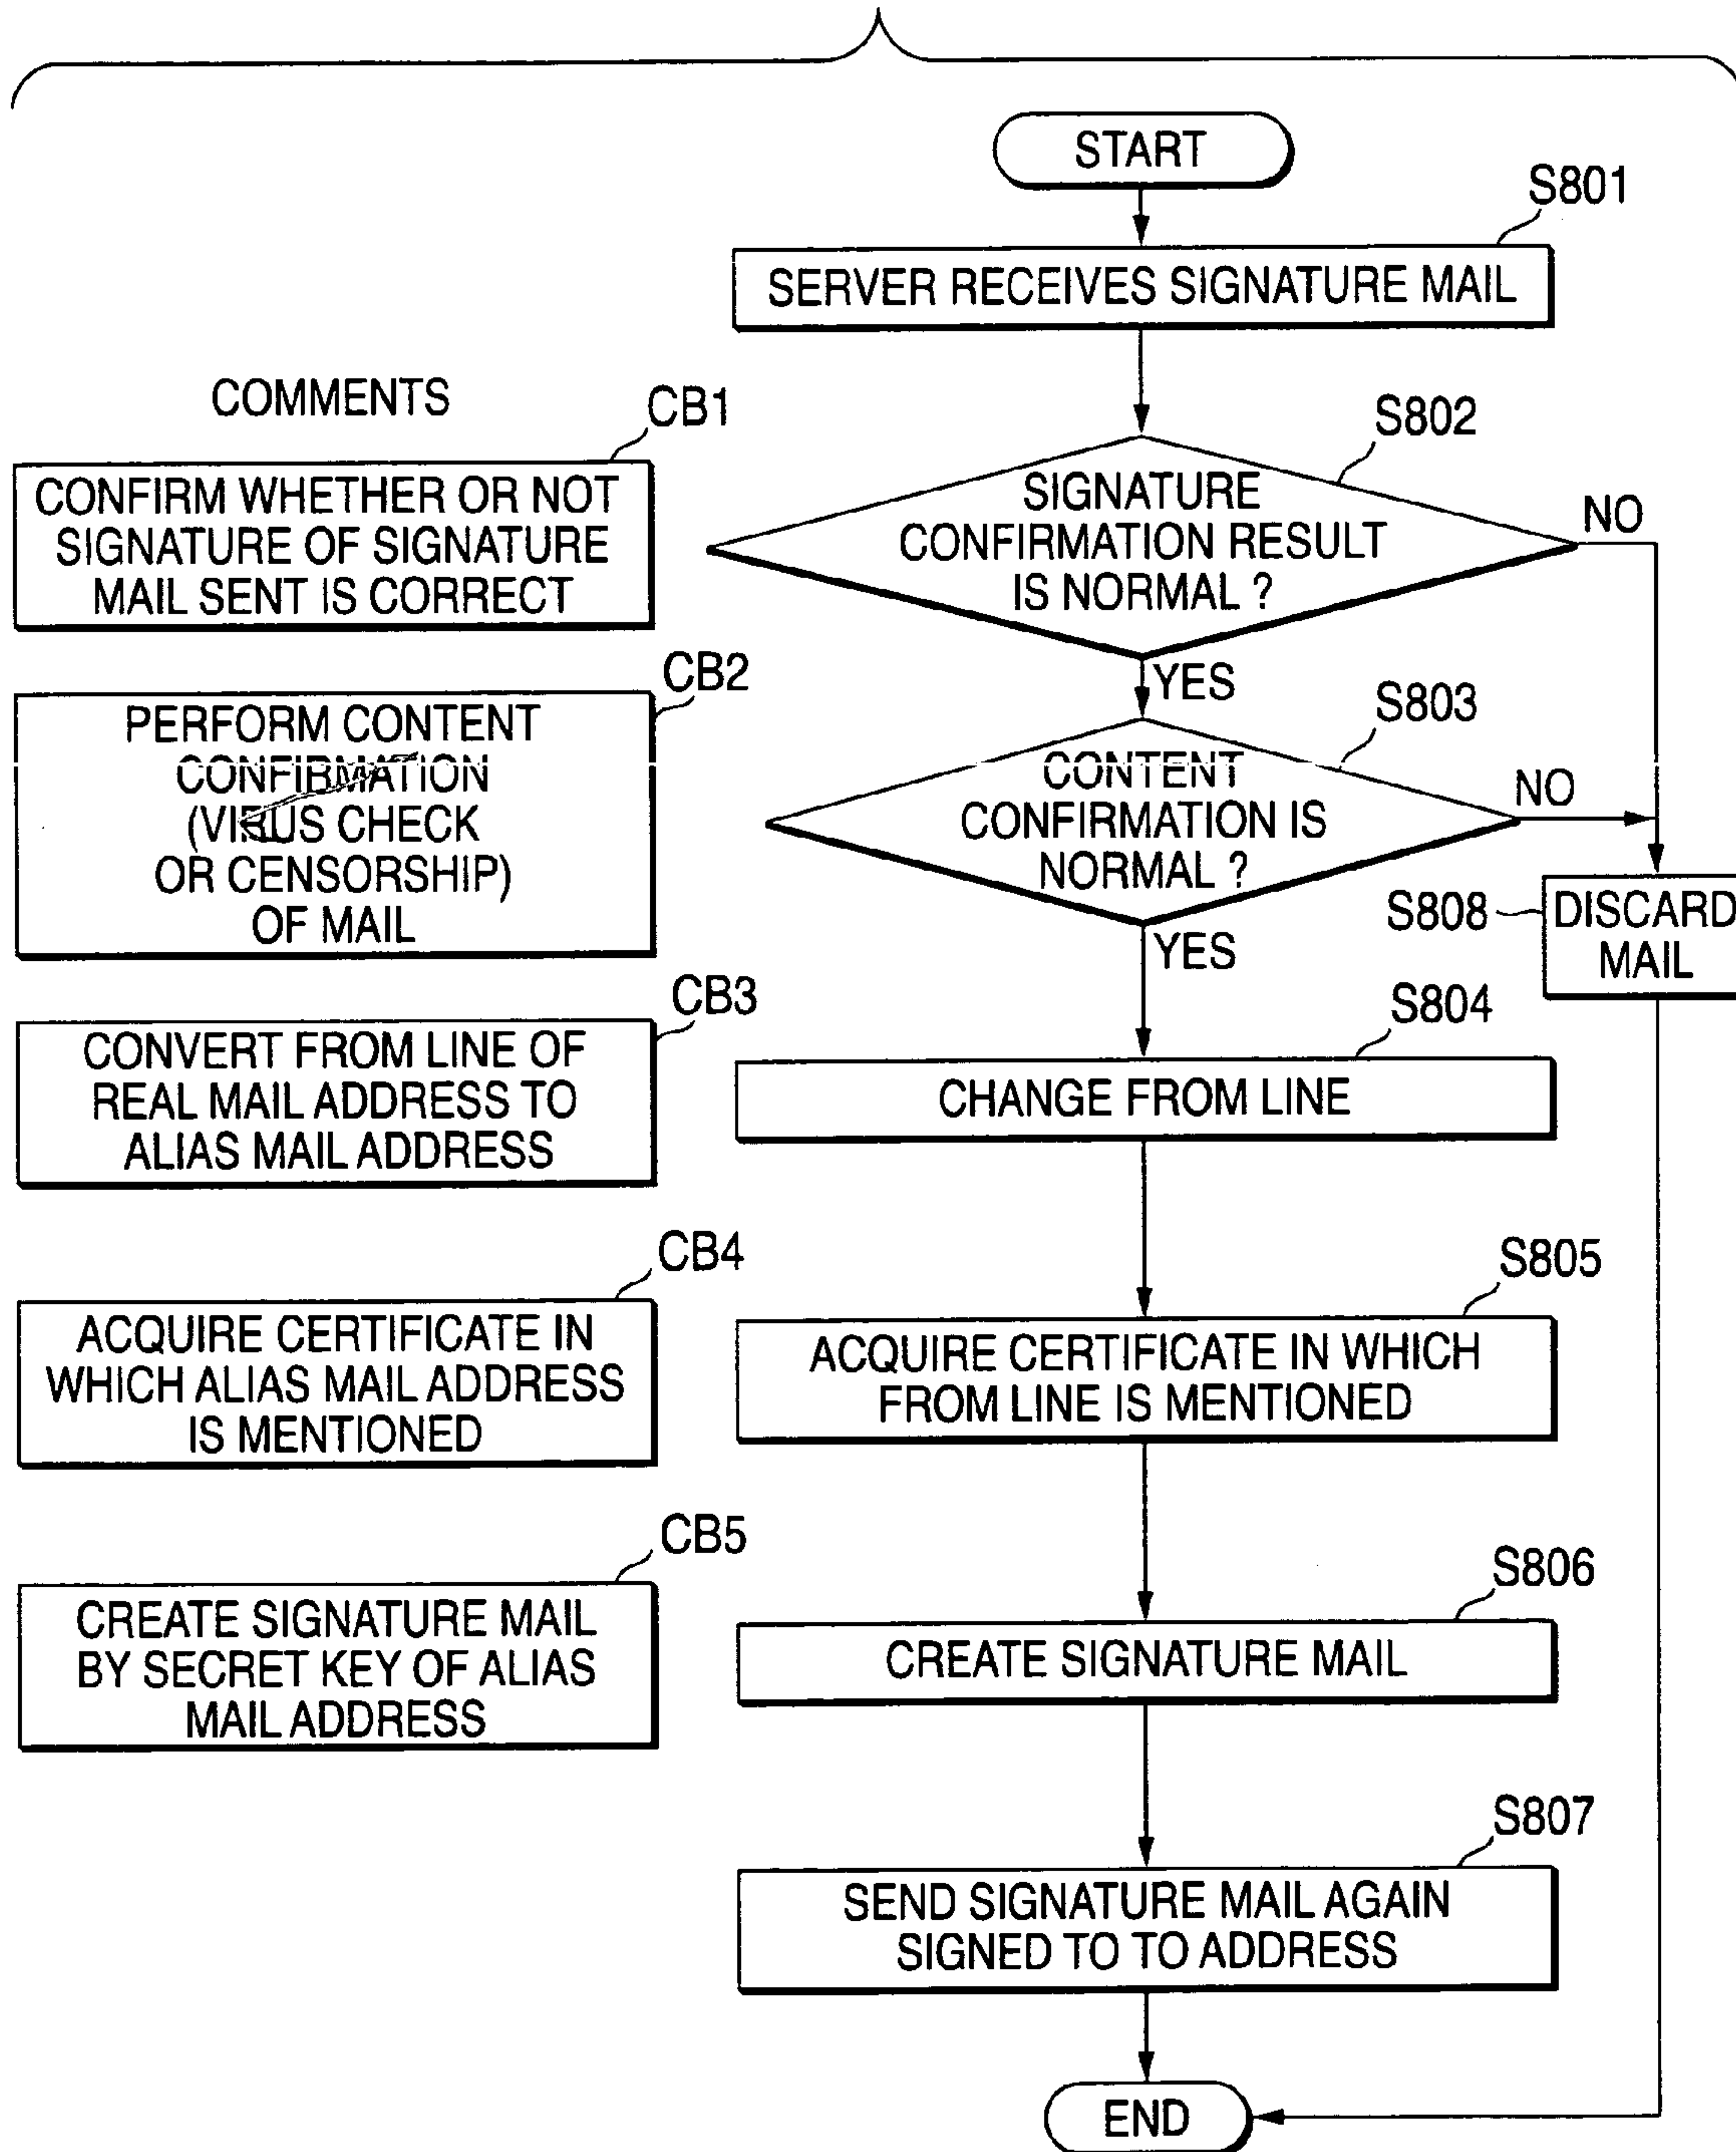 START
S801
SERVER RECEIVES SIGNATURE MAIL
COMMENTS
CB1
CONFIRM WHETHER OR NOT
SIGNATURE OF SIGNATURE
MAIL SENT IS CORRECT
S802
SIGNATURE
CONFIRMATION RESULT
IS NORMAL ?
NO
YES
CB2
PERFORM CONTENT
CONFIRMATION
(VIRUS CHECK
OR CENSORSHIP)
OF MAIL
S803
CONTENT
CONFIRMATION IS
NORMAL ?
NO
YES
S808
DISCARD
MAIL
CB3
CONVERT FROM LINE OF
REAL MAIL ADDRESS TO
ALIAS MAIL ADDRESS
S804
CHANGE FROM LINE
CB4
ACQUIRE CERTIFICATE IN
WHICH ALIAS MAIL ADDRESS
IS MENTIONED
S805
ACQUIRE CERTIFICATE IN WHICH
FROM LINE IS MENTIONED
CB5
CREATE SIGNATURE MAIL
BY SECRET KEY OF ALIAS
MAIL ADDRESS
S806
CREATE SIGNATURE MAIL
S807
SEND SIGNATURE MAIL AGAIN
SIGNED TO TO ADDRESS
END